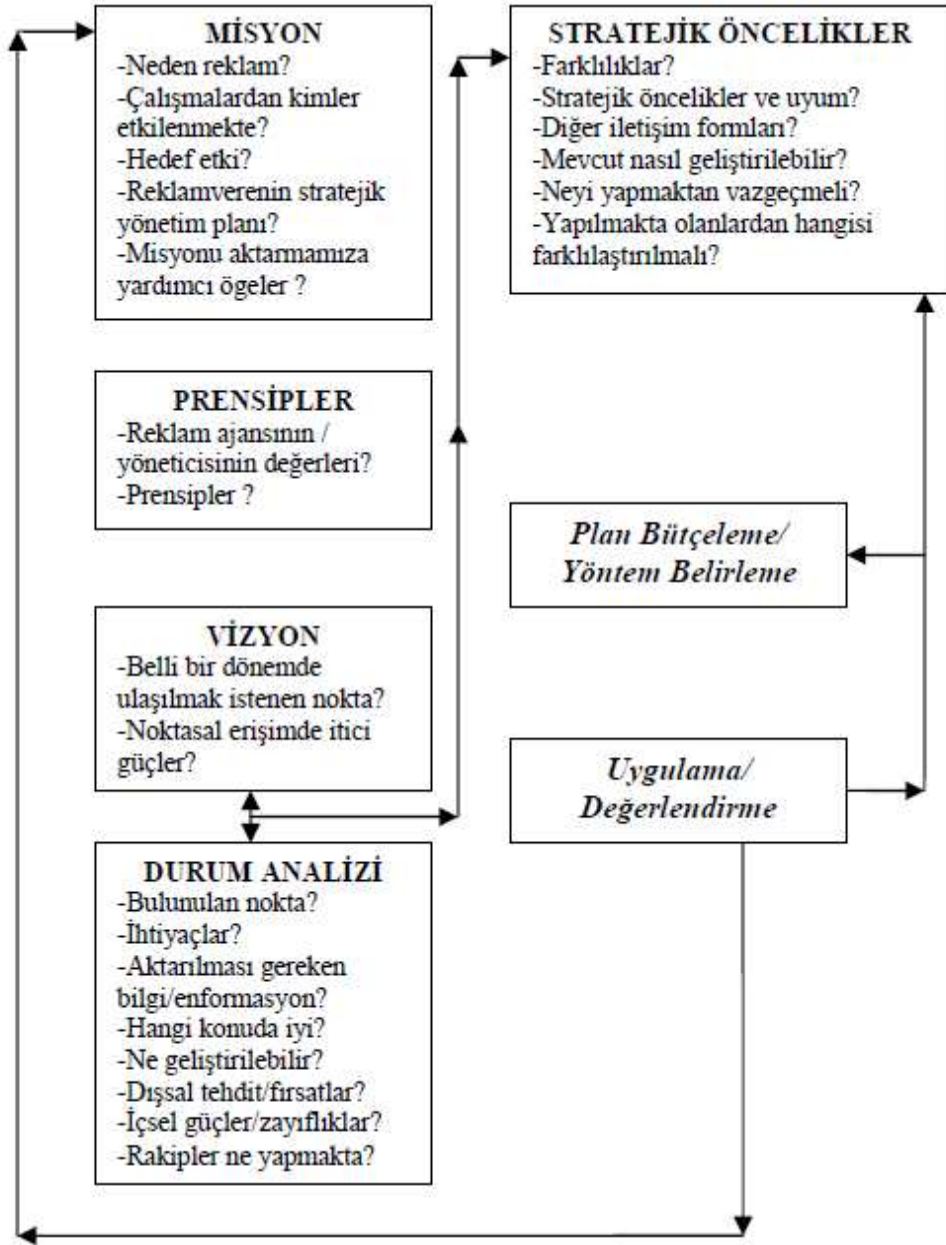 MİSYON
-Neden reklam?
-Çalışmalardan kimler
etkilenmekte?
-Hedef etki?
-Reklamverenin stratejik
yönetim planı?
-Misyonu aktarmamıza
yardımcı ögeler ?
PRENSİPLER
-Reklam ajansının /
yöneticisinin değerleri?
-Prensipler ?
VİZYON
-Belli bir dönemde
ulaşılmak istenen nokta?
-Noktasal erişimde itici
güçler?
DURUM ANALİZİ
-Bulunulan nokta?
-İhtiyaçlar?
-Aktarılması gereken
bilgi/enformasyon?
-Hangi konuda iyi?
-Ne geliştirilebilir?
-Dışsal tehdit/fırsatlar?
-İçsel güçler/zayıflıklar?
-Rakipler ne yapmakta?
STRATEJİK ÖNCELİKLER
-Farklılıklar?
-Stratejik öncelikler ve uyum?
-Diğer iletişim formları?
-Mevcut nasıl geliştirilebilir?
-Neyi yapmaktan vazgeçmeli?
-Yapılmakta olanlardan hangisi
farklılaştırılmalı?
Plan Bütçeleme/
Yöntem Belirleme
Uygulama/
Değerlendirme